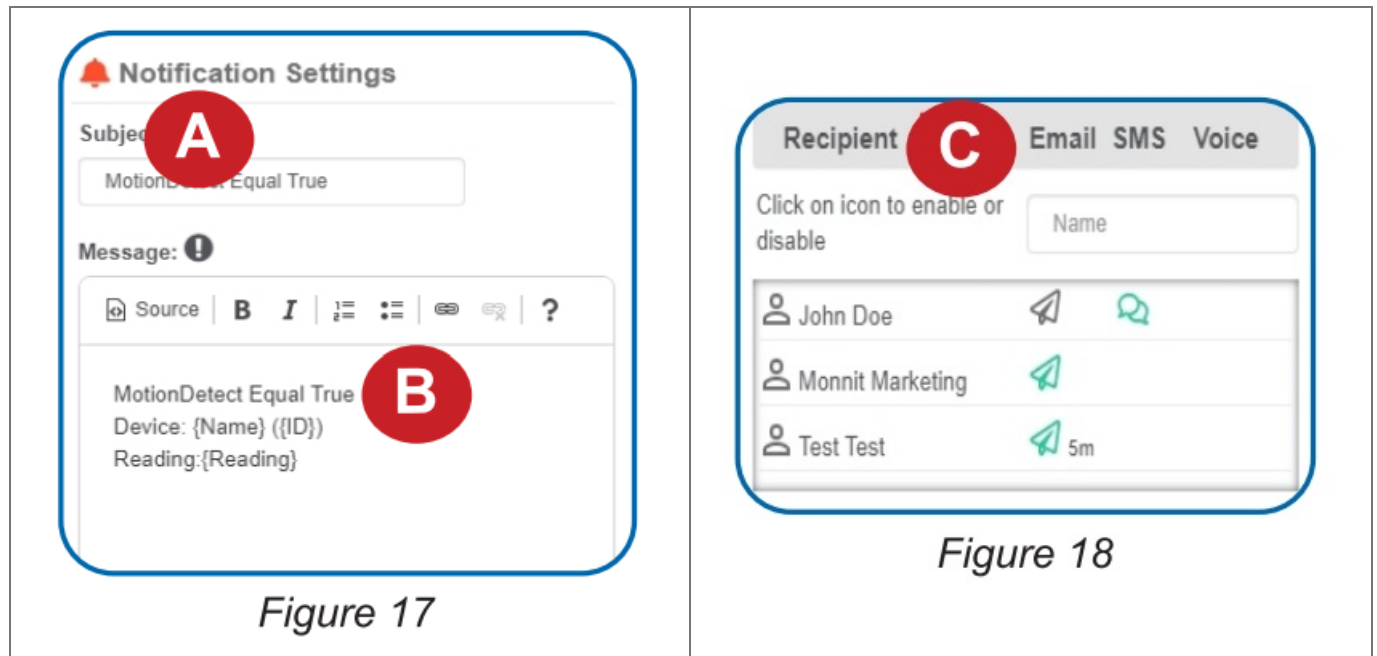 Notification Settings
A
Subjec
MotionDetect Equal True
Message:
Source B I ?
MotionDetect Equal True
B
Device: {Name} ({ID})
Reading:{Reading}
Figure 17
Recipient C Email SMS Voice
Click on icon to enable or
disable
Name
John Doe
Monnit Marketing
Test Test 5m
Figure 18